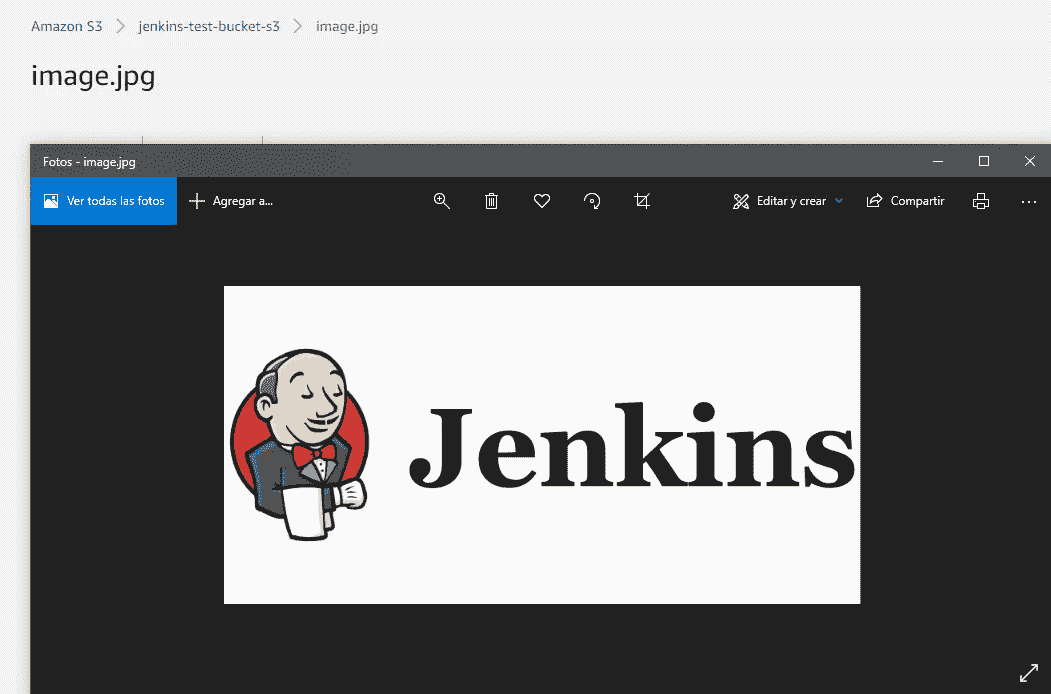 Amazon S3 jenkins-test-bucket-s3 image.jpg
image.jpg
Fotos - image.jpg
Ver todas las fotos Agregar a... Editar y crear Compartir
Jenkins